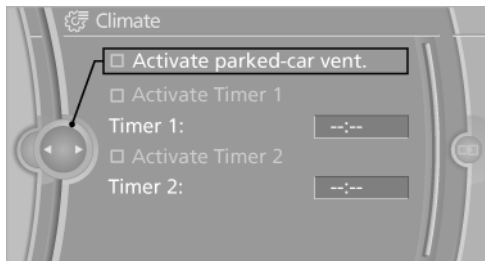 Climate
Activate parked-car vent.
Activate Timer 1
Timer 1: --:--
Activate Timer 2
Timer 2: --:--